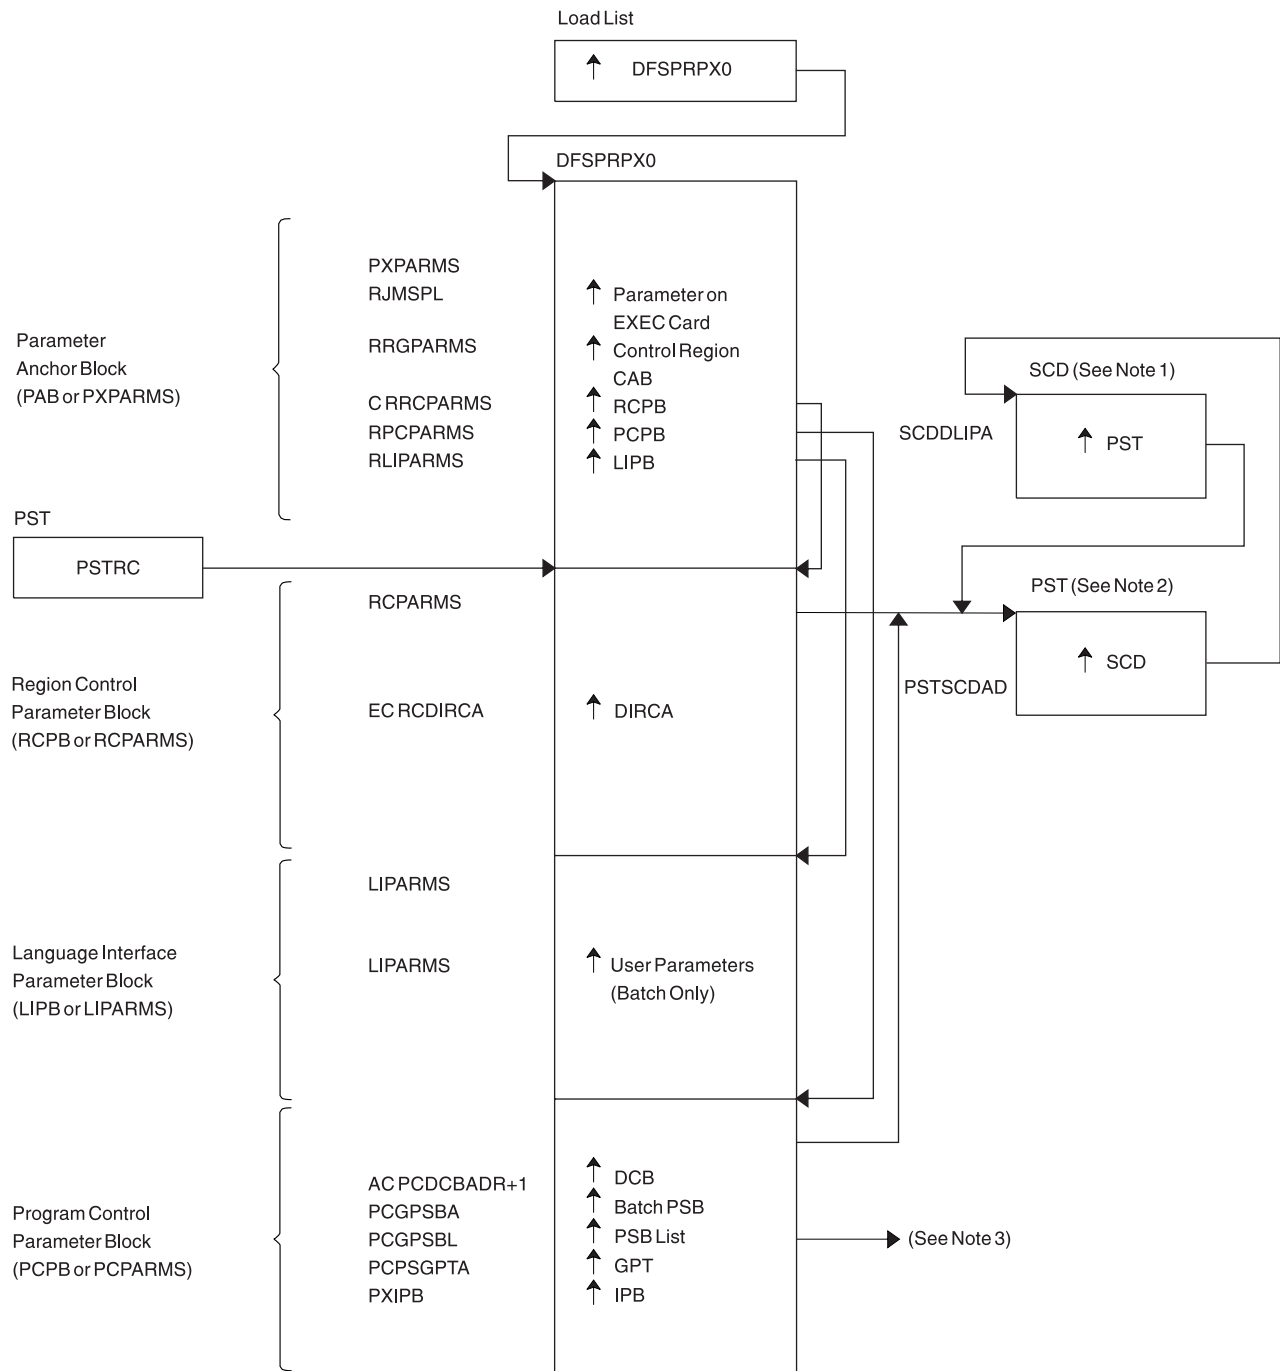 Load List
DFSPRPX0
DFSPRPX0
Parameter
Anchor Block
(PAB or PXPARMS)
PXPARMS
RJMSPL
RRGPARMS
C RRCPARMS
RPCPARMS
RLIPARMS
Parameter on
EXEC Card
Control Region
CAB
RCPB
PCPB
LIPB
SCD (See Note 1)
SCDDLIPA
PST
PST
PSTRC
PST (See Note 2)
PSTSCDAD
SCD
Region Control
Parameter Block
(RCPB or RCPARMS)
RCPARMS
EC RCDIRCA
DIRCA
Language Interface
Parameter Block
(LIPB or LIPARMS)
LIPARMS
LIPARMS
User Parameters
(Batch Only)
Program Control
Parameter Block
(PCPB or PCPARMS)
AC PCDCBADR+1
PCGPSBA
PCGPSBL
PCPSGPTA
PXIPB
DCB
Batch PSB
PSB List
GPT
IPB
(See Note 3)